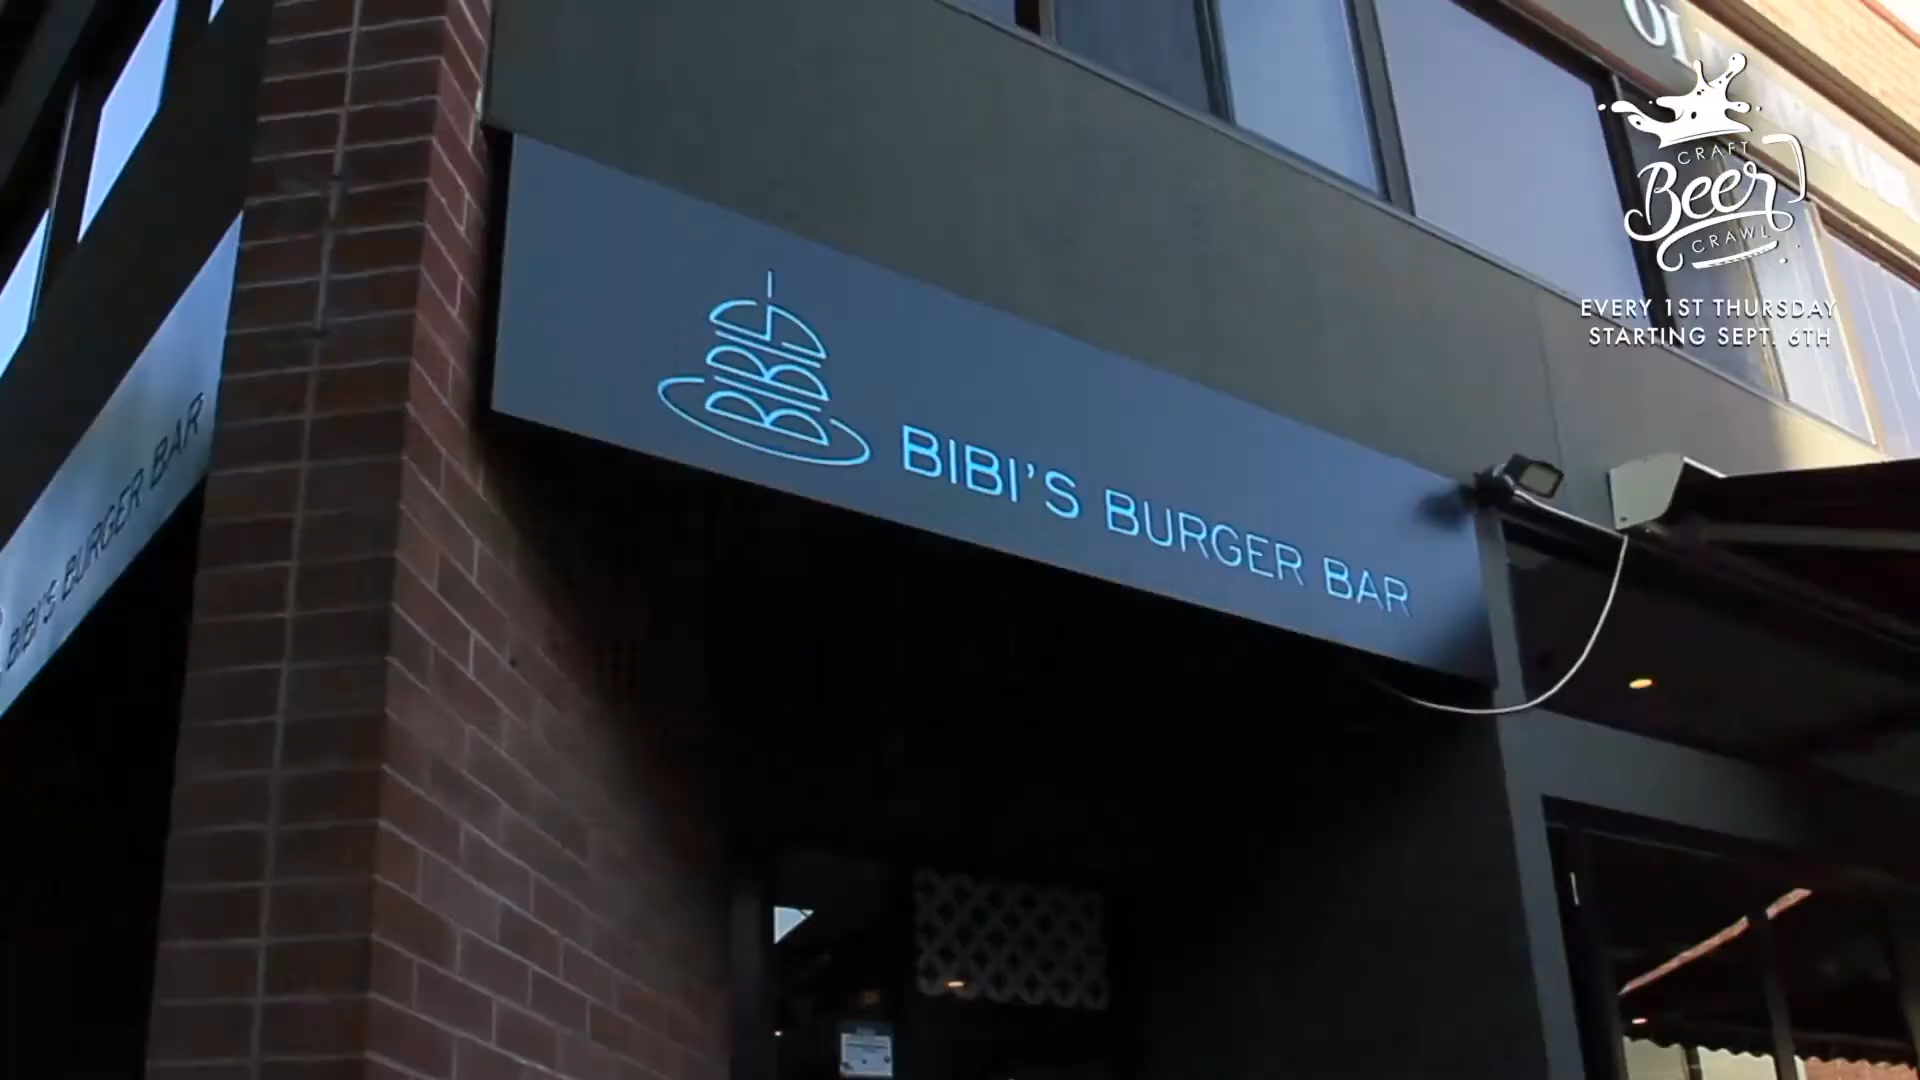 CRAFT
Beer
CRAWL
EVERY 1ST THURSDAY
STARTING SEPT. 6TH
BIBIS
BIBI'S BURGER BAR
BIBI'S BURGER BAR